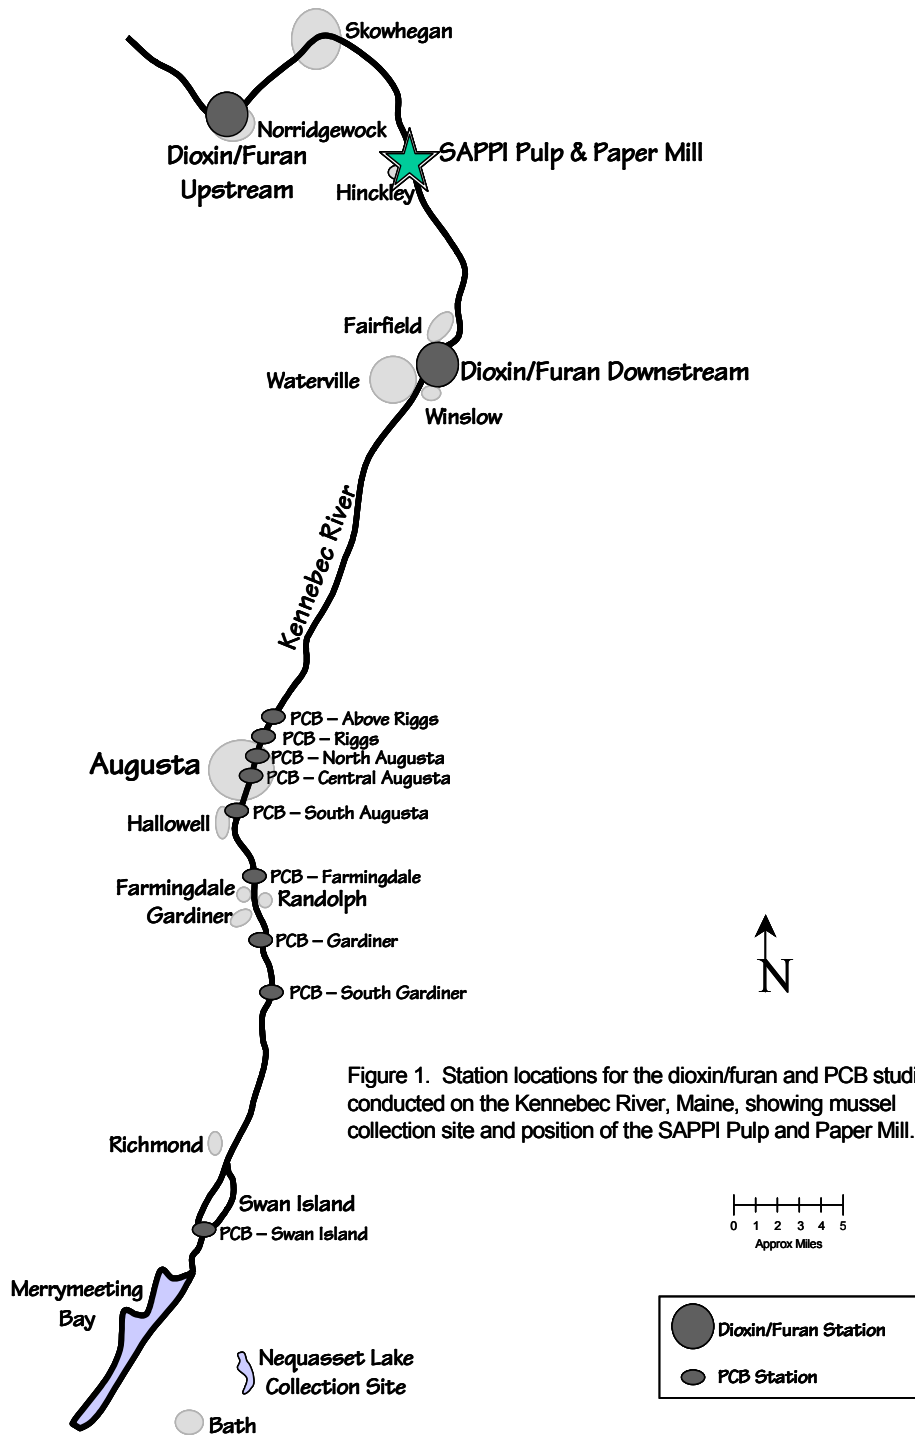 Skowhegan
Norridgewock
Dioxin/Furan
Upstream
SAPPI Pulp & Paper Mill
Hinckley
Fairfield
Waterville
Dioxin/Furan Downstream
Winslow
Kennebec River
PCB – Above Riggs
PCB – Riggs
PCB – North Augusta
Augusta
PCB – Central Augusta
PCB – South Augusta
Hallowell
PCB – Farmingdale
Farmingdale
Randolph
Gardiner
PCB – Gardiner
N
PCB – South Gardiner
Figure 1. Station locations for the dioxin/furan and PCB studi
conducted on the Kennebec River, Maine, showing mussel
collection site and position of the SAPPI Pulp and Paper Mill.
Richmond
Swan Island
PCB – Swan Island
0 1 2 3 4 5
Approx Miles
Merrymeeting
Bay
Dioxin/Furan Station
PCB Station
Nequasset Lake
Collection Site
Bath